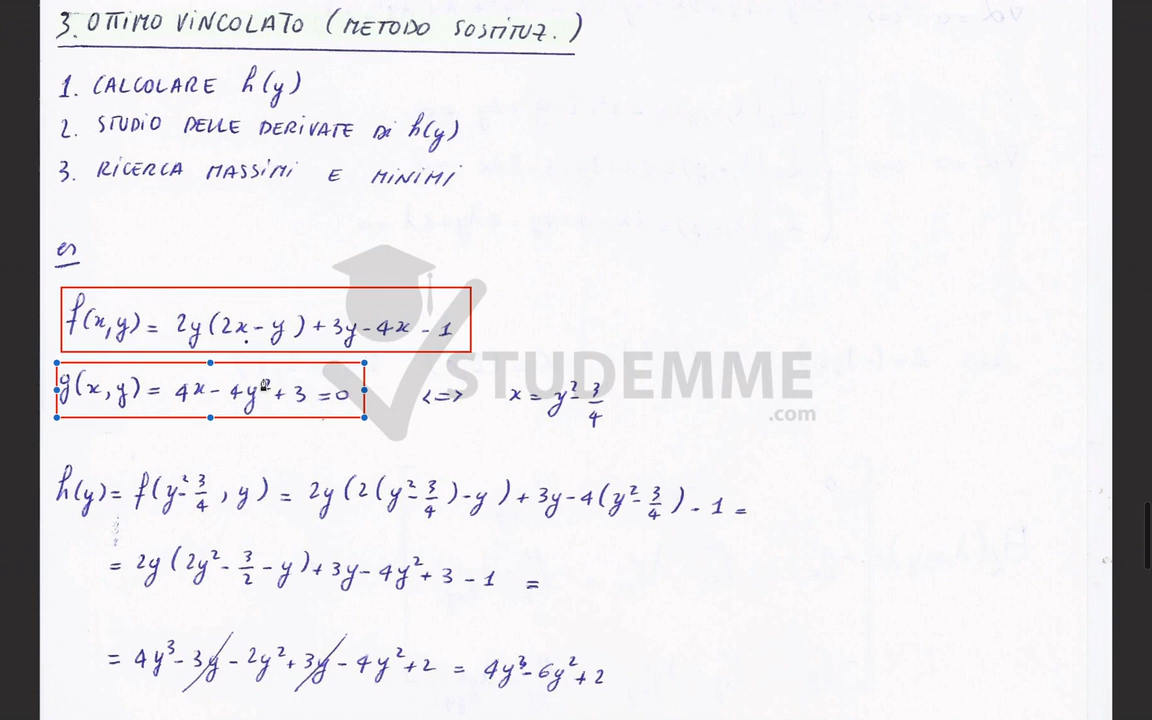 3. OTTIMO VINCOLATO (METODO SOSTITUZ.)
1. CALCOLARE h(y)
2. STUDIO DELLE DERIVATE DI h(y)
3. RICERCA MASSIMI E MINIMI
es
f(x,y) = 2y(2x-y)+3y-4x-1
g(x,y) = 4x-4y²+3=0 <=> x = y²-3/4
STUDEMME
.com
h(y) = f(y²-3/4, y) = 2y(2(y²-3/4)-y)+3y-4(y²-3/4)-1 =
= 2y(2y²-3/2-y)+3y-4y²+3-1 =
= 4y³-3y-2y²+3y-4y²+2 = 4y³-6y²+2